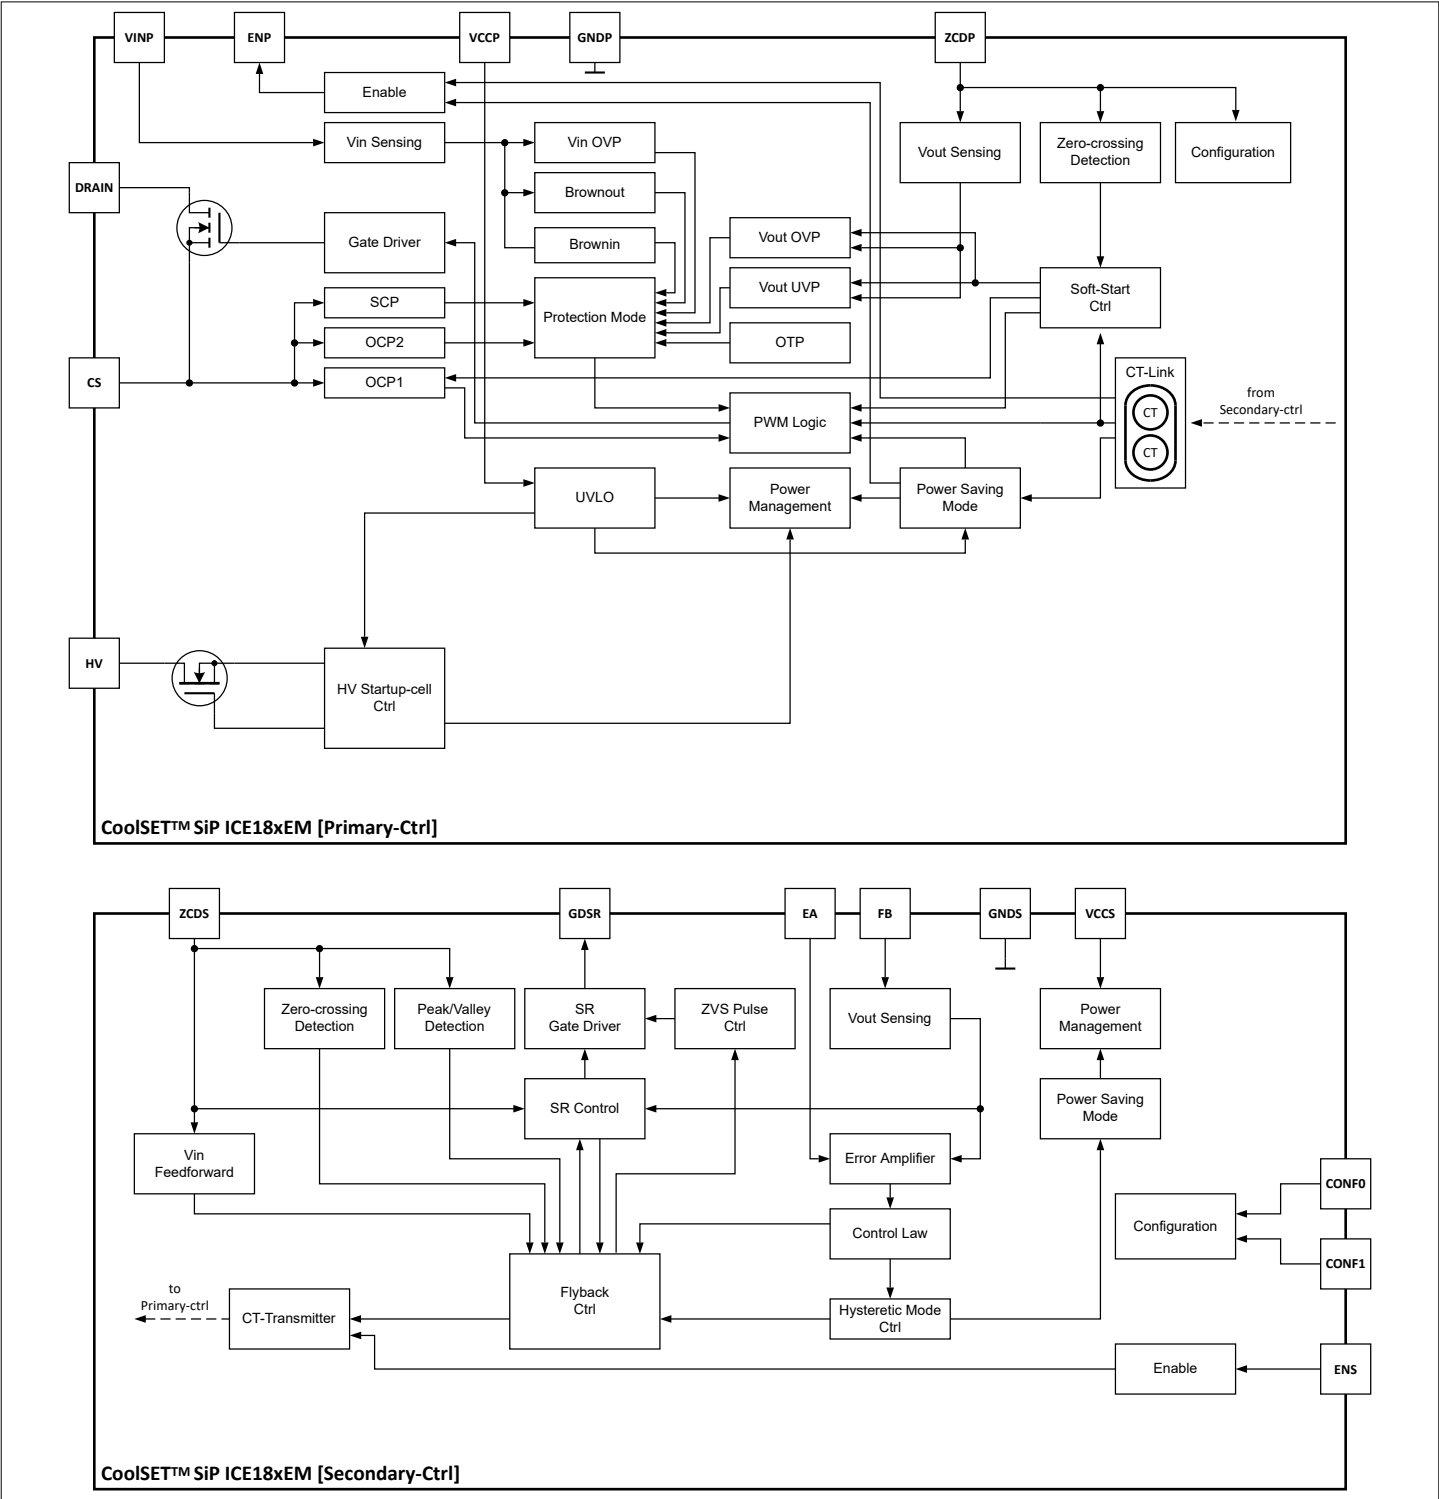 VINP
ENP
VCCP
GNDP
ZCDP
Enable
Vin Sensing
Vin OVP
Vout Sensing
Zero-crossing
Detection
Configuration
DRAIN
Brownout
Gate Driver
Brownin
Vout OVP
Vout UVP
Soft-Start
Ctrl
SCP
Protection Mode
OTP
OCP2
CS
OCP1
CT-Link
CT
CT
from
Secondary-ctrl
PWM Logic
UVLO
Power
Management
Power Saving
Mode
HV
HV Startup-cell
Ctrl
CoolSET™ SiP ICE18xEM [Primary-Ctrl]
ZCDS
GDSR
EA
FB
GNDS
VCCS
Zero-crossing
Detection
Peak/Valley
Detection
SR
Gate Driver
ZVS Pulse
Ctrl
Vout Sensing
Power
Management
SR Control
Power Saving
Mode
Vin
Feedforward
Error Amplifier
CONF0
Configuration
Control Law
CONF1
Flyback
Ctrl
to
Primary-ctrl
CT-Transmitter
Hysteretic Mode
Ctrl
Enable
ENS
CoolSET™ SiP ICE18xEM [Secondary-Ctrl]